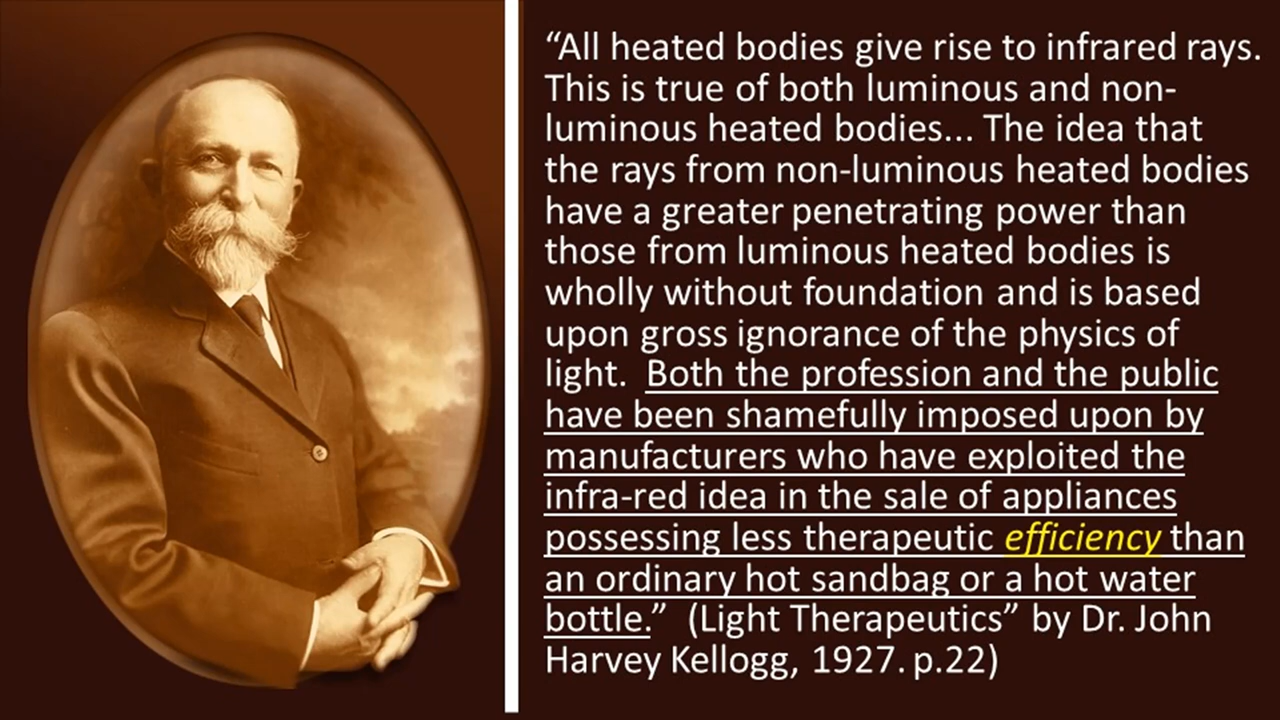 “All heated bodies give rise to infrared rays.
This is true of both luminous and non-
luminous heated bodies... The idea that
the rays from non-luminous heated bodies
have a greater penetrating power than
those from luminous heated bodies is
wholly without foundation and is based
upon gross ignorance of the physics of
light.  Both the profession and the public
have been shamefully imposed upon by
manufacturers who have exploited the
infra-red idea in the sale of appliances
possessing less therapeutic efficiency than
an ordinary hot sandbag or a hot water
bottle.”  (Light Therapeutics” by Dr. John
Harvey Kellogg, 1927. p.22)